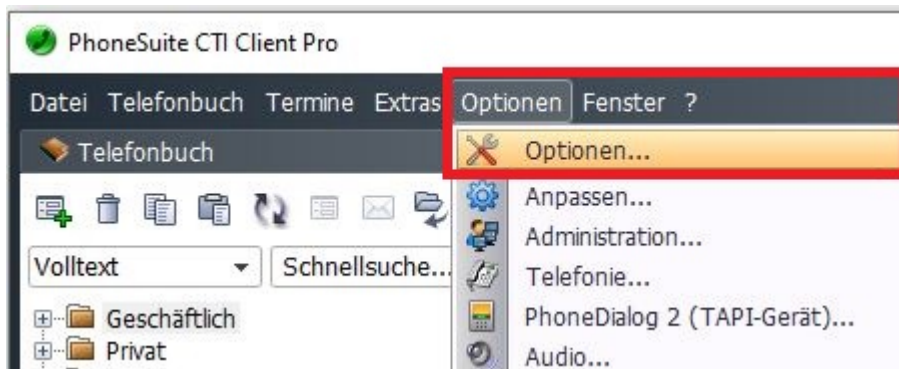 PhoneSuite CTI Client Pro
Datei Telefonbuch Termine Extras Optionen Fenster ?
Telefonbuch
Optionen...
Anpassen...
Administration...
Volltext Schnellsuche...
Telefonie...
Geschäftlich
PhoneDialog 2 (TAPI-Gerät)...
Privat
Audio...